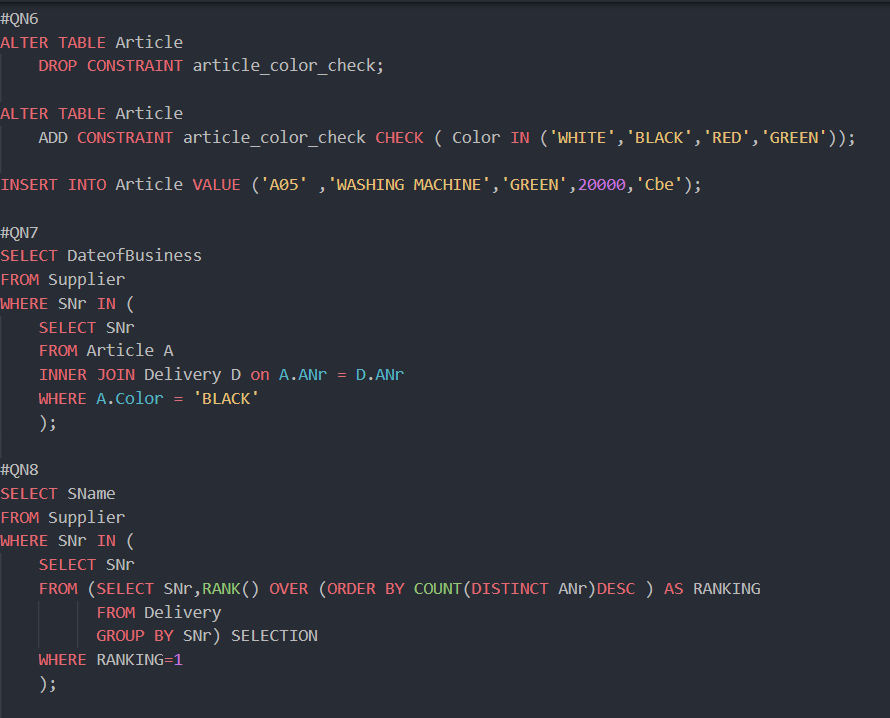 #QN6
ALTER TABLE Article
    DROP CONSTRAINT article_color_check;

ALTER TABLE Article
    ADD CONSTRAINT article_color_check CHECK ( Color IN ('WHITE','BLACK','RED','GREEN'));

INSERT INTO Article VALUE ('A05' ,'WASHING MACHINE','GREEN',20000,'Cbe');

#QN7
SELECT DateofBusiness
FROM Supplier
WHERE SNr IN (
    SELECT SNr
    FROM Article A
    INNER JOIN Delivery D on A.ANr = D.ANr
    WHERE A.Color = 'BLACK'
    );

#QN8
SELECT SName
FROM Supplier
WHERE SNr IN (
    SELECT SNr
    FROM (SELECT SNr,RANK() OVER (ORDER BY COUNT(DISTINCT ANr)DESC ) AS RANKING
          FROM Delivery
          GROUP BY SNr) SELECTION
    WHERE RANKING=1
    );